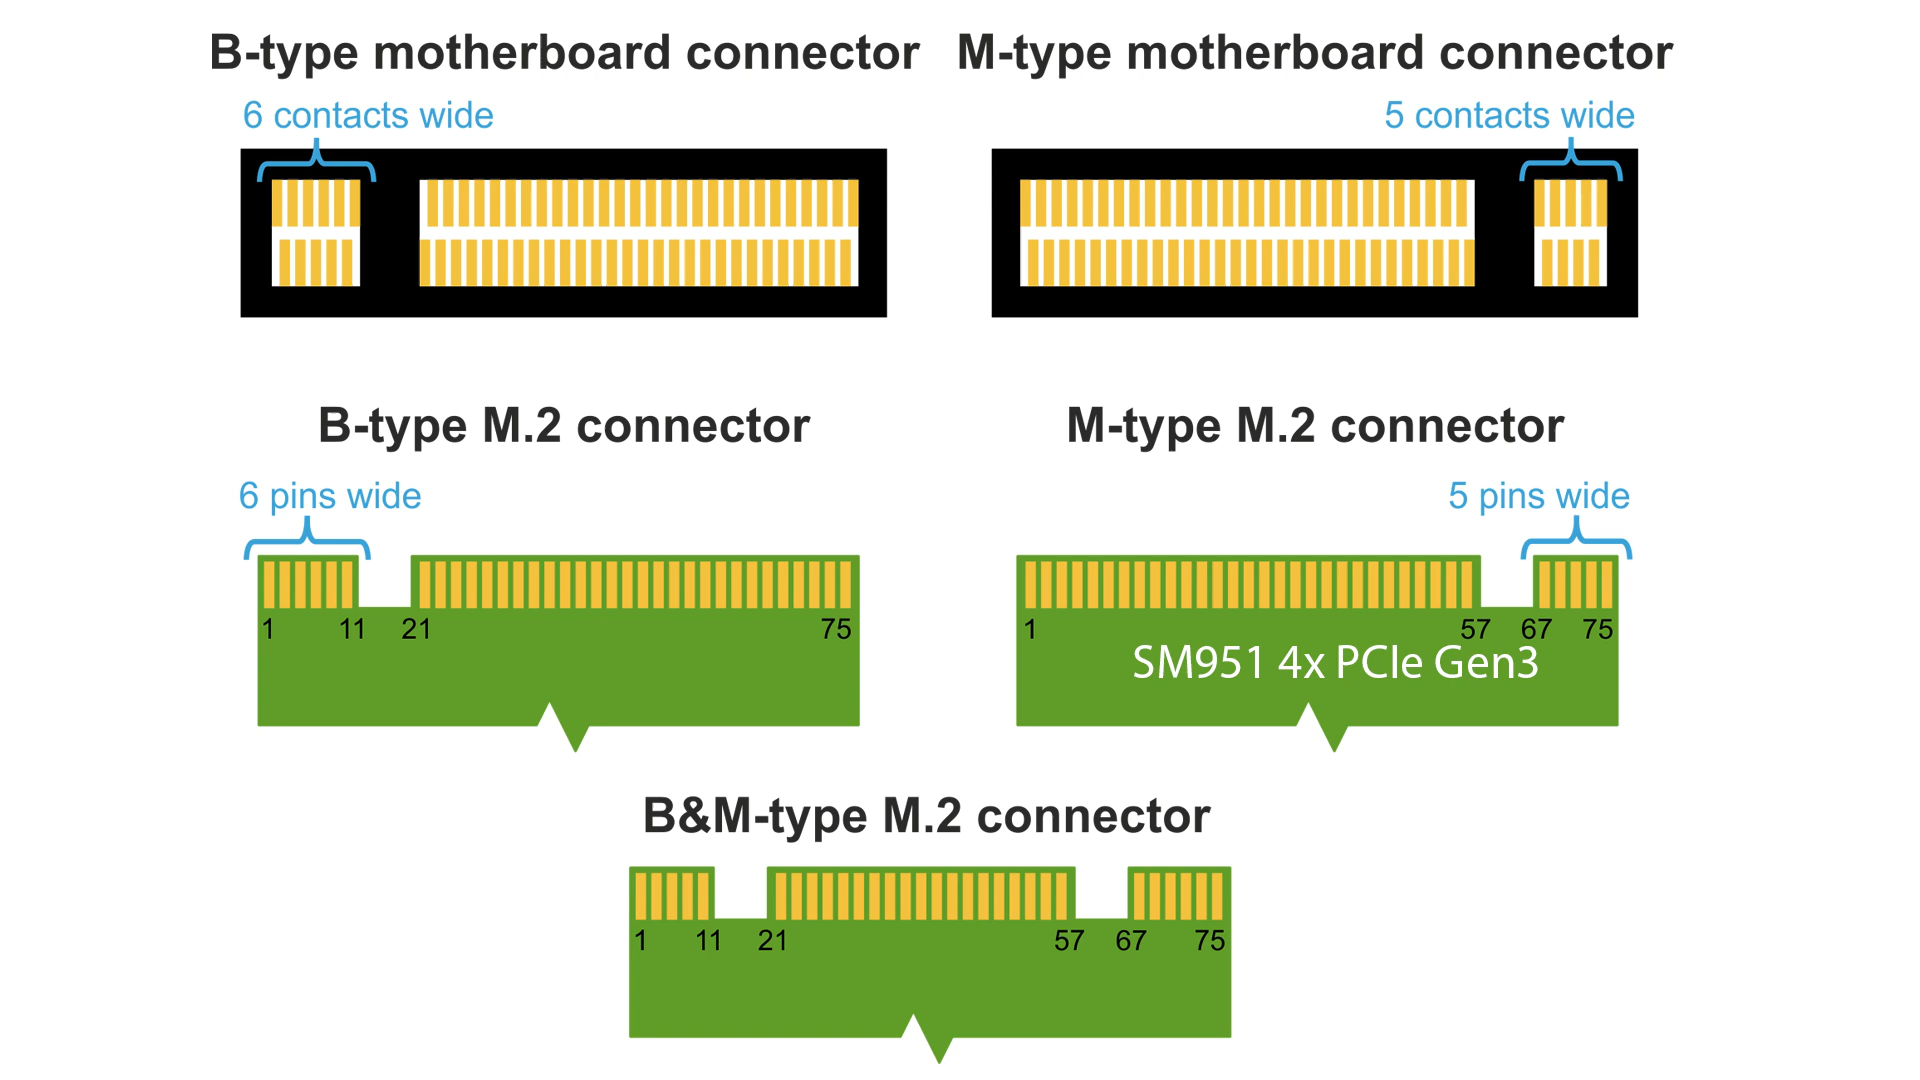 B-type motherboard connector
M-type motherboard connector
6 contacts wide
5 contacts wide
B-type M.2 connector
M-type M.2 connector
6 pins wide
5 pins wide
1 11 21 75
1 57 67 75
SM951 4x PCIe Gen3
B&M-type M.2 connector
1 11 21 57 67 75